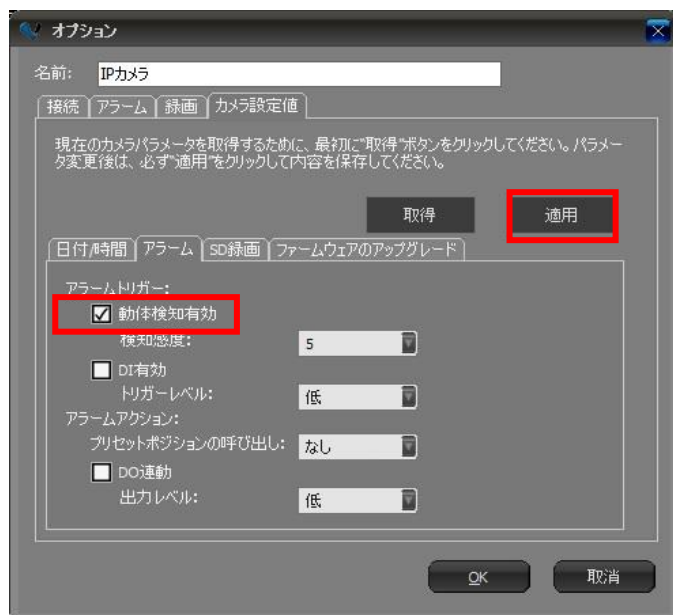 オプション
名前: IPカメラ
接続 アラーム 録画 カメラ設定値
現在のカメラパラメータを取得するために、最初に"取得"ボタンをクリックしてください。パラメー
タ変更後は、必ず"適用"をクリックして内容を保存してください。
取得 適用
日付/時間 アラーム SD録画 ファームウェアのアップグレード
アラームトリガー:
動体検知有効
検知感度: 5
DI有効
トリガーレベル: 低
アラームアクション:
プリセットポジションの呼び出し: なし
DO連動
出力レベル: 低
OK 取消